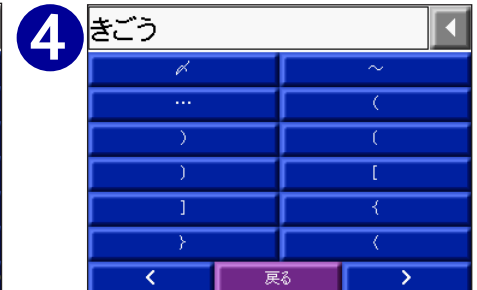 4
きごう
〆 ～
… （
） 〔
〕 ［
］ ｛
｝ 〈
< 戻る >